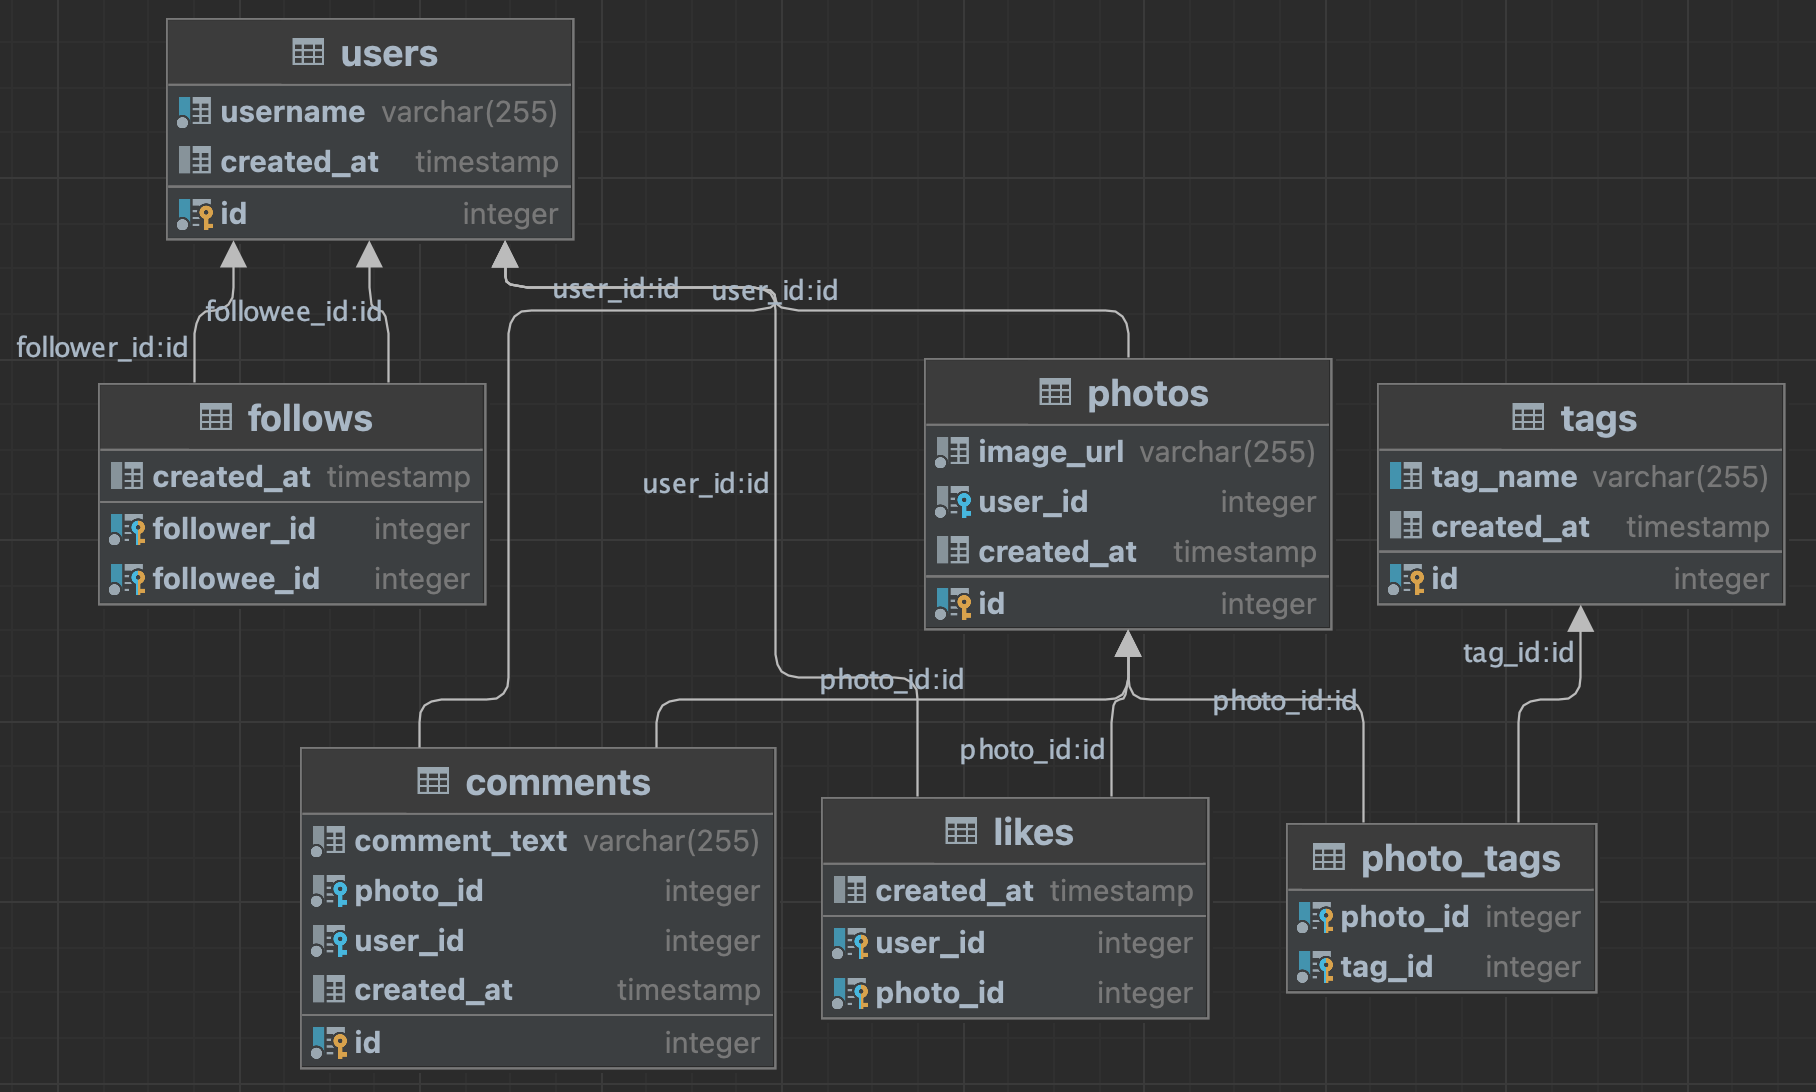 users
username varchar(255)
created_at timestamp
id integer
user_id:id
user_id:id
followee_id:id
follower_id:id
follows
created_at timestamp
follower_id integer
followee_id integer
user_id:id
photos
image_url varchar(255)
user_id integer
created_at timestamp
id integer
tags
tag_name varchar(255)
created_at timestamp
id integer
tag_id:id
photo_id:id
photo_id:id
photo_id:id
comments
comment_text varchar(255)
photo_id integer
user_id integer
created_at timestamp
id integer
likes
created_at timestamp
user_id integer
photo_id integer
photo_tags
photo_id integer
tag_id integer